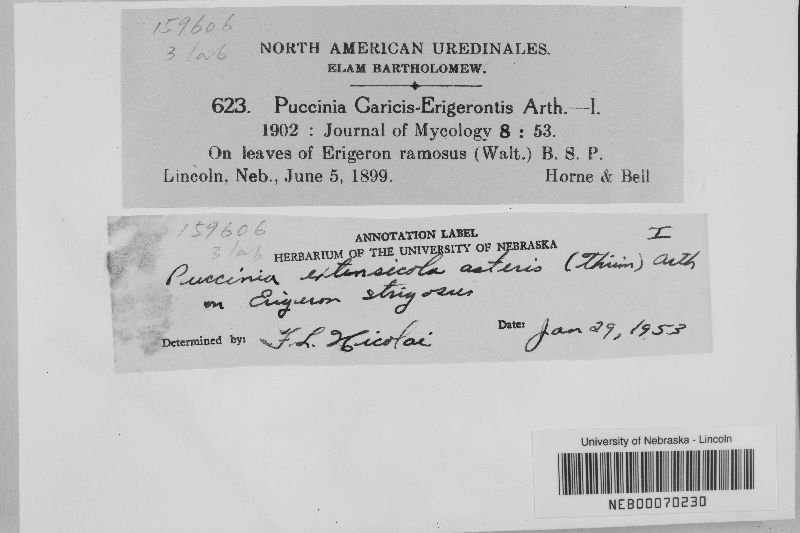 159606
3 lab
NORTH AMERICAN UREDINALES.
ELAM BARTHOLOMEW.
623. Puccinia Caricis-Erigerontis Arth.—I.
1902 : Journal of Mycology 8 : 53.
On leaves of Erigeron ramosus (Walt.) B. S. P.
Lincoln, Neb., June 5, 1899. Horne & Bell
159606
3 lab
ANNOTATION LABEL I
HERBARIUM OF THE UNIVERSITY OF NEBRASKA
Puccinia extensicola asteris (Thüm) Arth
on Erigeron strigosus
Determined by: F. L. Nicolai Date: Jan 29, 1953
University of Nebraska - Lincoln
NEB00070230